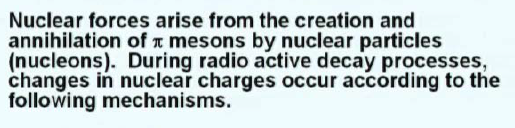 Nuclear forces arise from the creation and
annihilation of π mesons by nuclear particles
(nucleons). During radio active decay processes,
changes in nuclear charges occur according to the
following mechanisms.